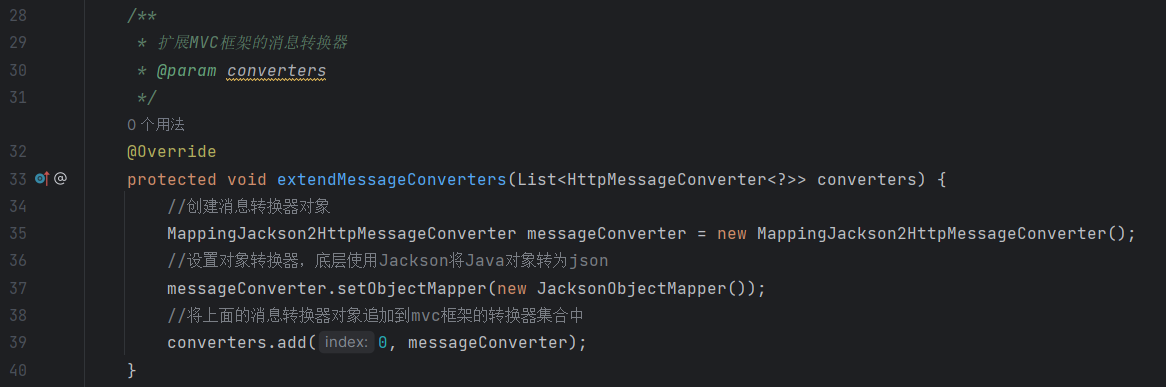 28 /**
29 * 扩展MVC框架的消息转换器
30 * @param converters
31 */
0 个用法
32 @Override
33 @ protected void extendMessageConverters(List<HttpMessageConverter<?>> converters) {
34 //创建消息转换器对象
35 MappingJackson2HttpMessageConverter messageConverter = new MappingJackson2HttpMessageConverter();
36 //设置对象转换器，底层使用Jackson将Java对象转为json
37 messageConverter.setObjectMapper(new JacksonObjectMapper());
38 //将上面的消息转换器对象追加到mvc框架的转换器集合中
39 converters.add( index: 0, messageConverter);
40 }